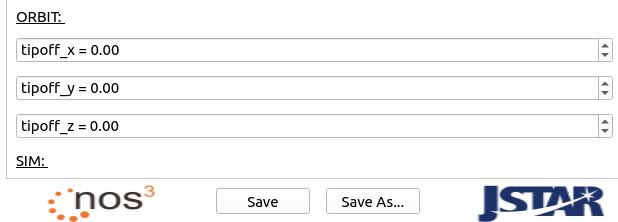 ORBIT:
tipoff_x = 0.00
tipoff_y = 0.00
tipoff_z = 0.00
SIM:
nos3 Save Save As... JSTAR